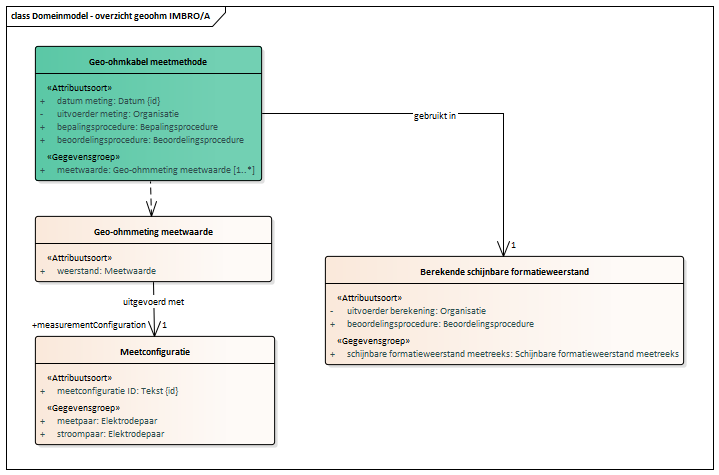 class Domeinmodel - overzicht geoohm IMBRO/A
Geo-ohmkabel meetmethode
«Attribuutsoort»
+ datum meting: Datum {id}
- uitvoerder meting: Organisatie
+ bepalingsprocedure: Bepalingsprocedure
+ beoordelingsprocedure: Beoordelingsprocedure
«Gegevensgroep»
+ meetwaarde: Geo-ohmmeting meetwaarde [1..*]
gebruikt in
1
Geo-ohmmeting meetwaarde
«Attribuutsoort»
+ weerstand: Meetwaarde
uitgevoerd met
+measurementConfiguration
1
Berekende schijnbare formatieweerstand
«Attribuutsoort»
- uitvoerder berekening: Organisatie
+ beoordelingsprocedure: Beoordelingsprocedure
«Gegevensgroep»
+ schijnbare formatieweerstand meetreeks: Schijnbare formatieweerstand meetreeks
Meetconfiguratie
«Attribuutsoort»
+ meetconfiguratie ID: Tekst {id}
«Gegevensgroep»
+ meetpaar: Elektrodepaar
+ stroompaar: Elektrodepaar